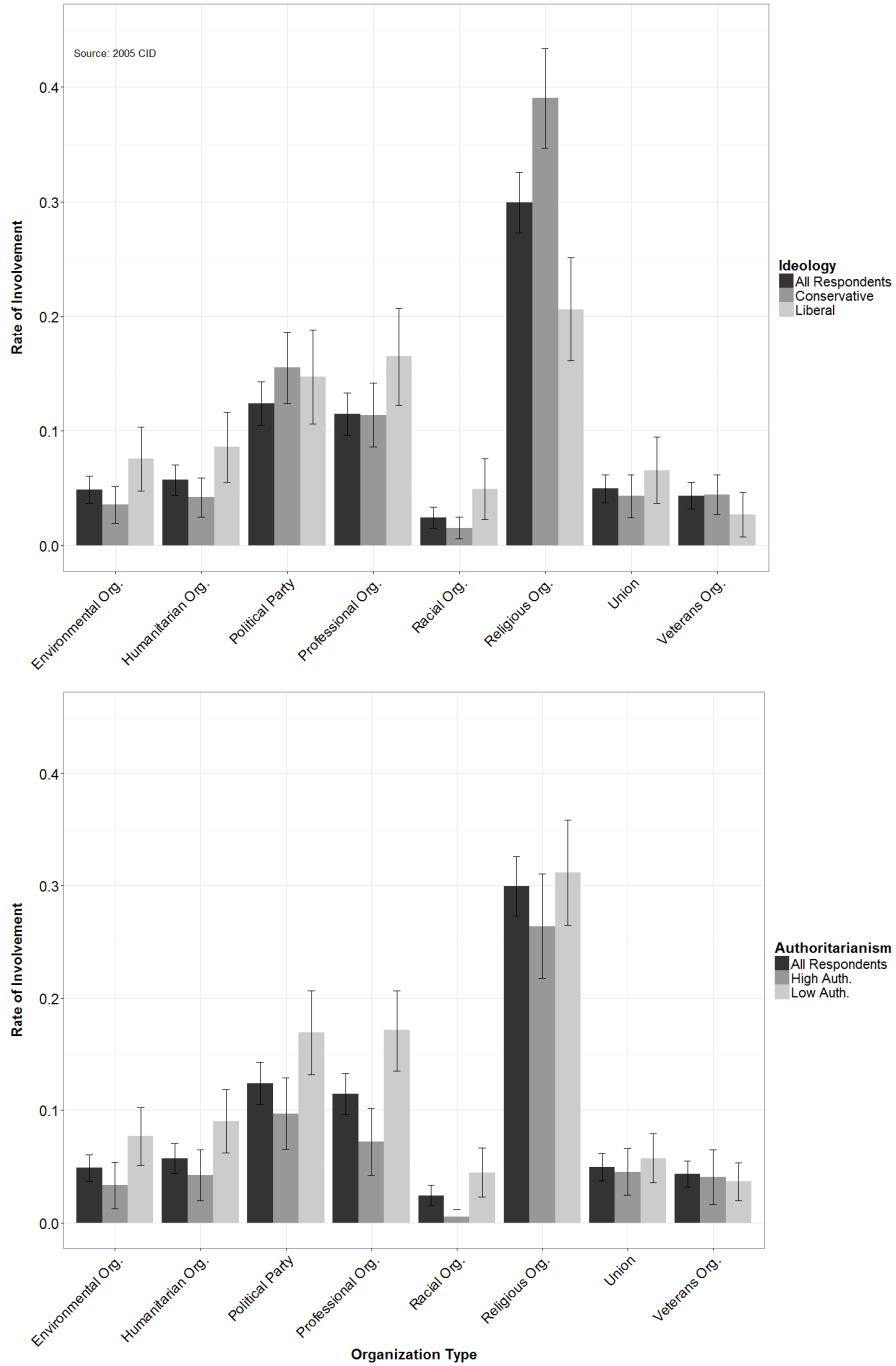 Source: 2005 CID
0.4
0.3
0.2
0.1
0.0
Rate of Involvement
Environmental Org.
Humanitarian Org.
Political Party
Professional Org.
Racial Org.
Religious Org.
Union
Veterans Org.
Ideology
All Respondents
Conservative
Liberal
0.4
0.3
0.2
0.1
0.0
Rate of Involvement
Environmental Org.
Humanitarian Org.
Political Party
Professional Org.
Racial Org.
Religious Org.
Union
Veterans Org.
Organization Type
Authoritarianism
All Respondents
High Auth.
Low Auth.